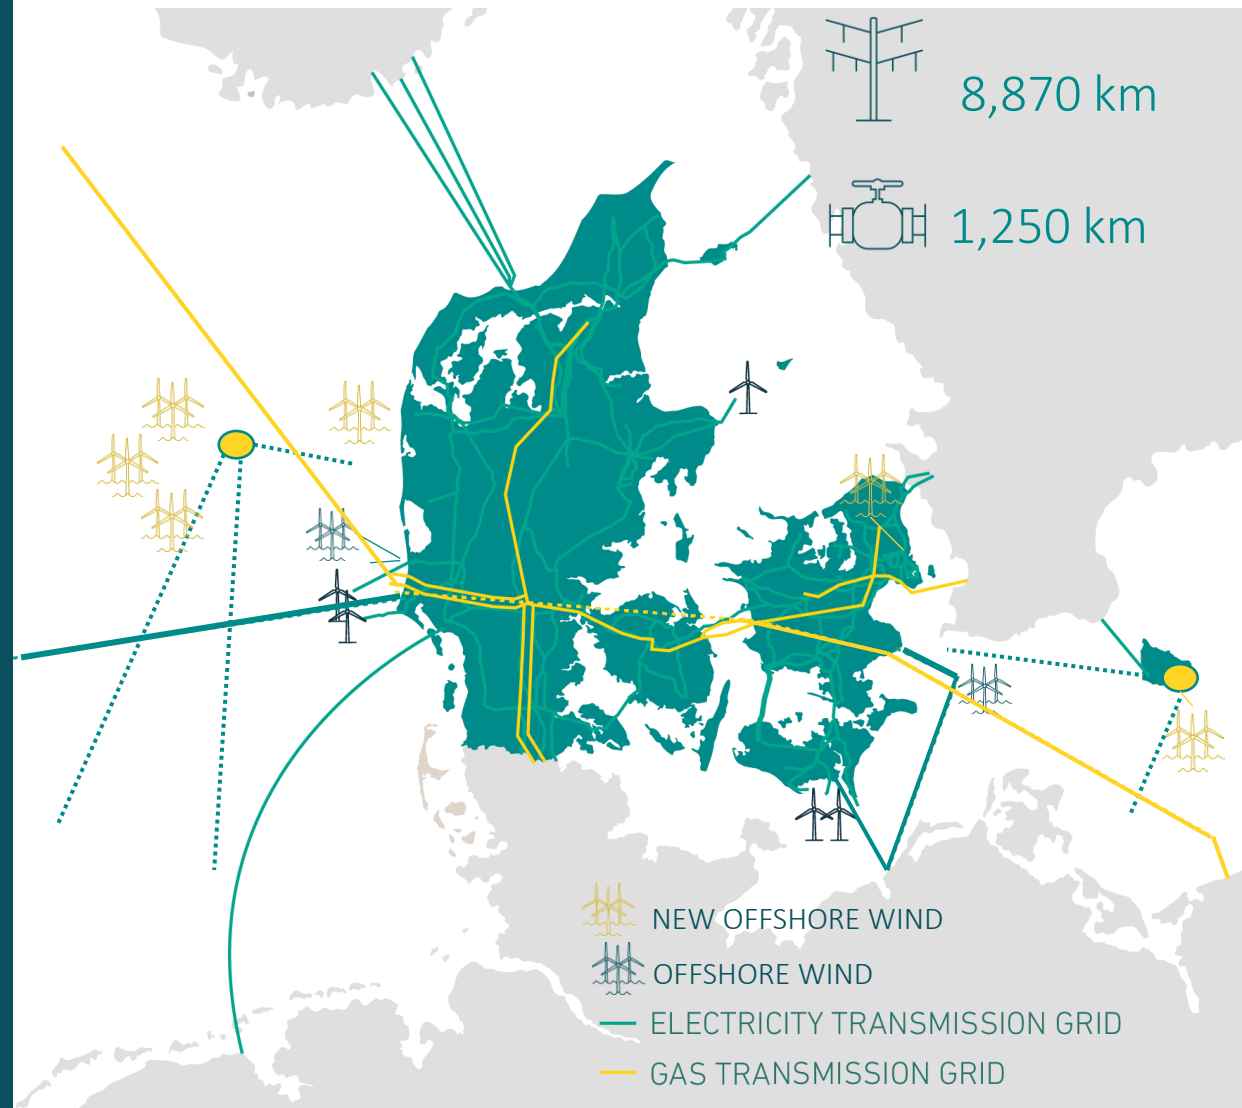 8,870 km
1,250 km
NEW OFFSHORE WIND
OFFSHORE WIND
ELECTRICITY TRANSMISSION GRID
GAS TRANSMISSION GRID